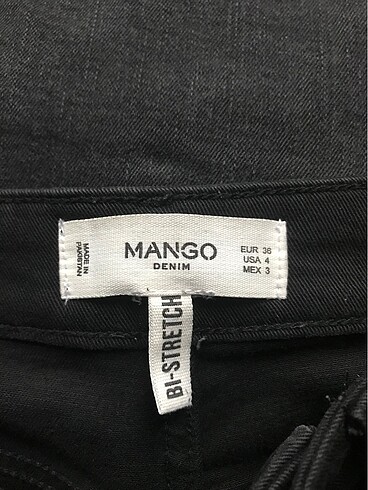 MADE IN
PAKISTAN
MANGO
DENIM
EUR 36
USA 4
MEX 3
BI-STRETCH